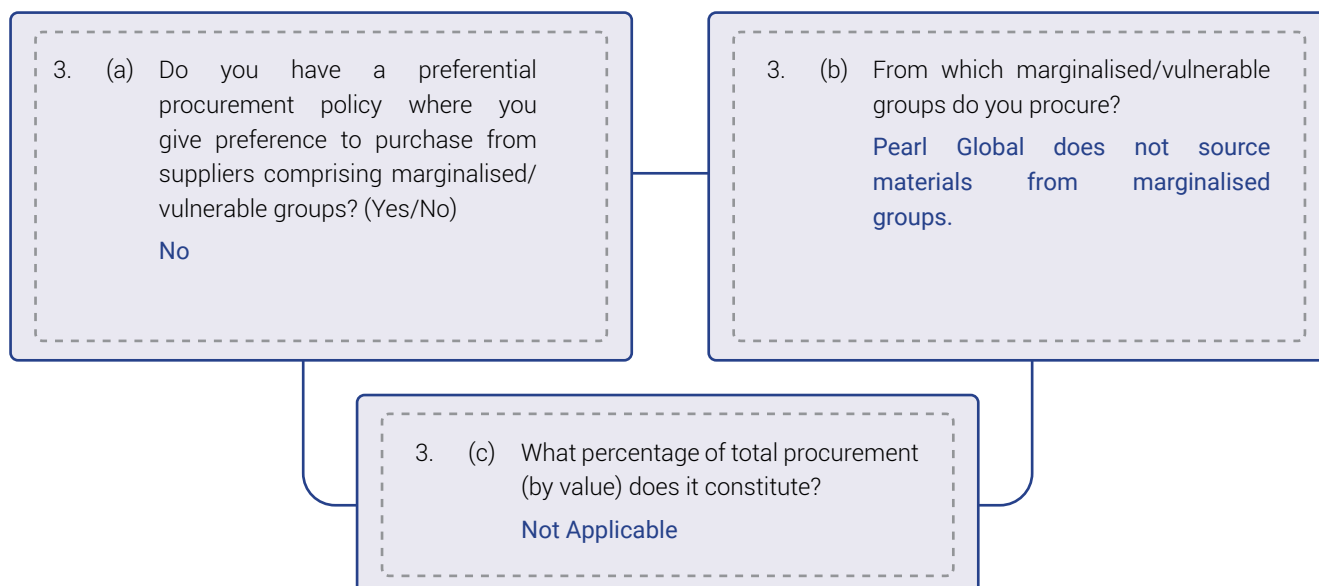 3. (a) Do you have a preferential
procurement policy where you
give preference to purchase from
suppliers comprising marginalised/
vulnerable groups? (Yes/No)
No
3. (b) From which marginalised/vulnerable
groups do you procure?
Pearl Global does not source
materials from marginalised
groups.
3. (c) What percentage of total procurement
(by value) does it constitute?
Not Applicable